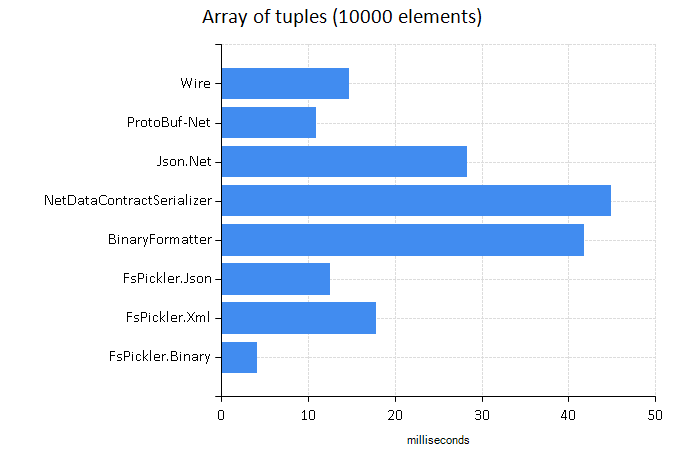 Array of tuples (10000 elements)
Wire
ProtoBuf-Net
Json.Net
NetDataContractSerializer
BinaryFormatter
FsPickler.Json
FsPickler.Xml
FsPickler.Binary
0 10 20 30 40 50
milliseconds